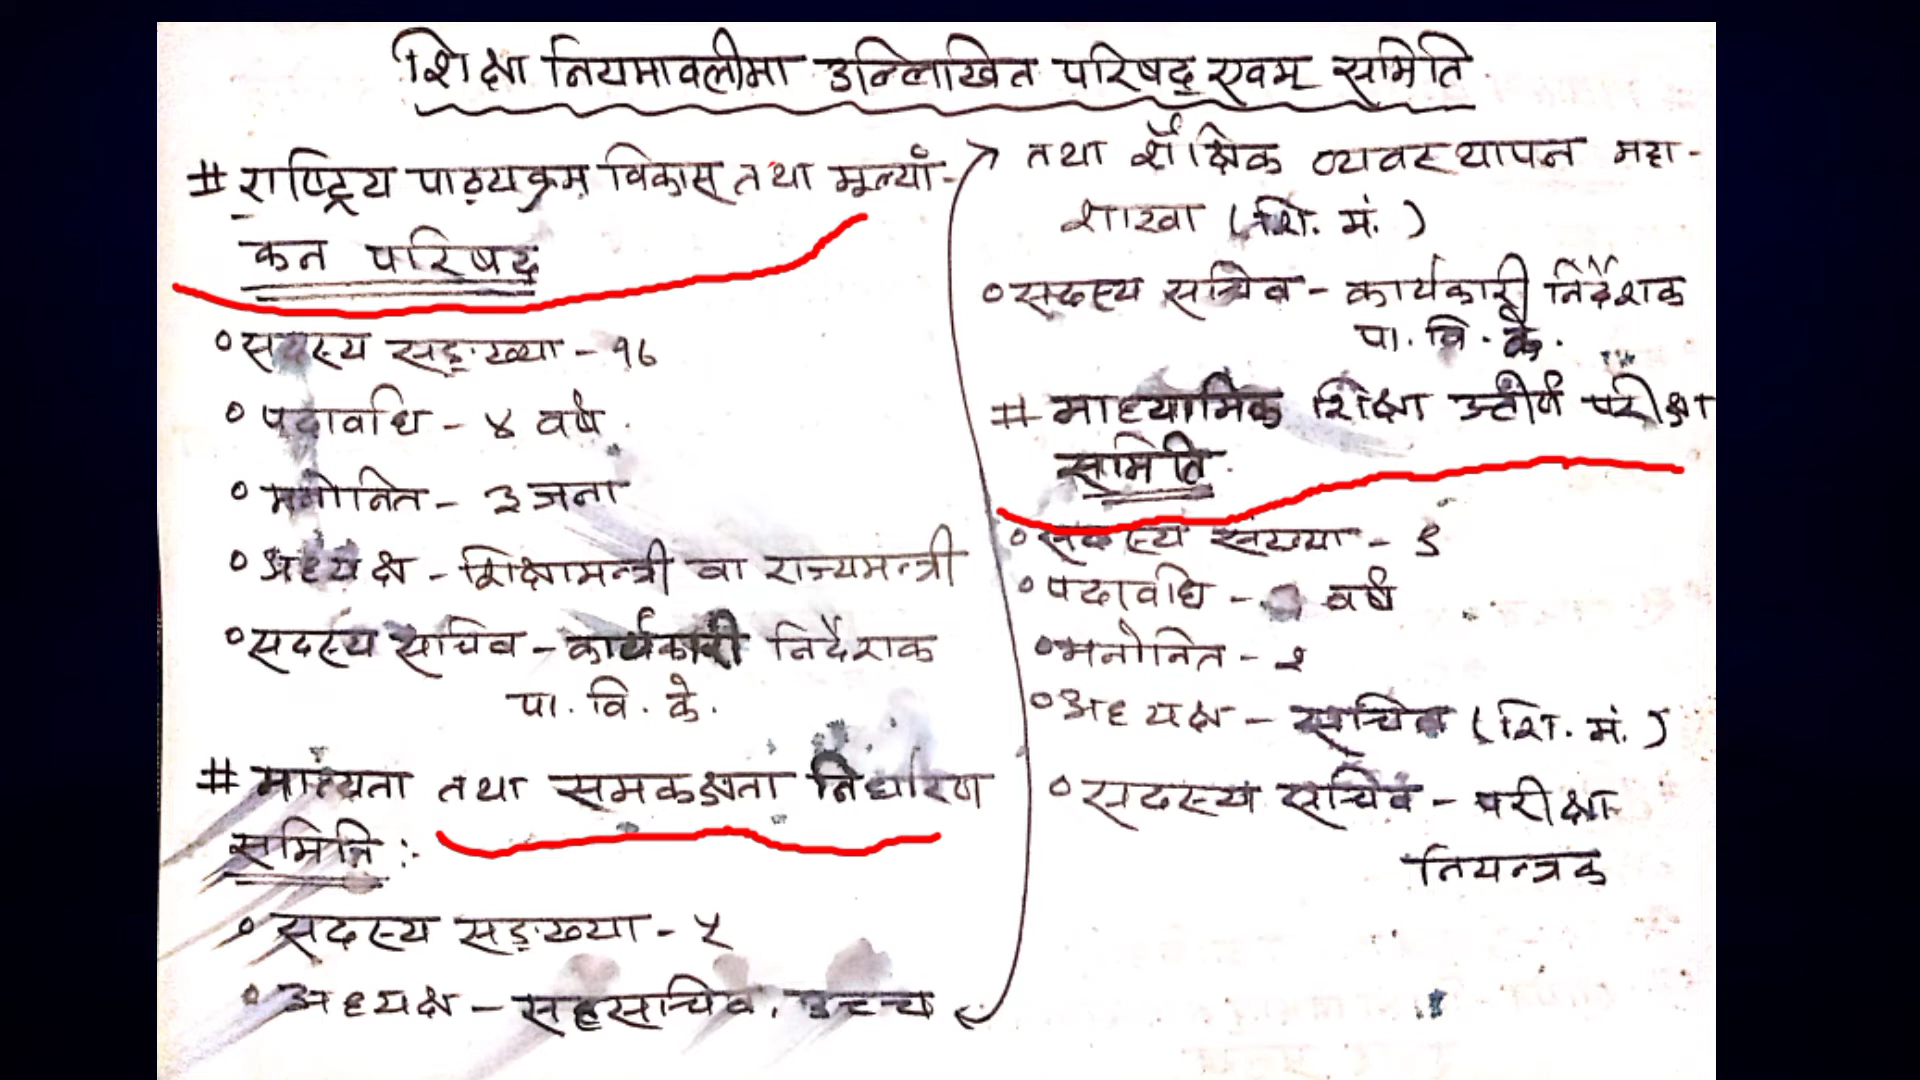 शिक्षा नियमावलीमा उल्लिखित परिषद् एवम् समिति
# राष्ट्रिय पाठ्यक्रम विकास तथा मूल्यां-
कन परिषद्
० सदस्य सङ्ख्या - १६
० पदावधि - ४ वर्ष
० मनोनित - ३ जना
० अध्यक्ष - शिक्षामन्त्री वा राज्यमन्त्री
० सदस्य सचिव - कार्यकारी निर्देशक
पा. वि. के.
# मान्यता तथा समकक्षता निर्धारण
समिति :-
० सदस्य सङ्ख्या - ५
० अध्यक्ष - सहसचिव, उच्च
तथा शैक्षिक व्यवस्थापन महा-
शाखा (शि. मं.)
० सदस्य सचिव - कार्यकारी निर्देशक
पा. वि. के.
# माध्यामिक शिक्षा उत्तीर्ण परीक्षा
समिति
० सदस्य संख्या -
० पदावधि - वर्ष
० मनोनित -
० अध्यक्ष - सचिव (शि. मं.)
० सदस्य सचिव - परीक्षा
नियन्त्रक